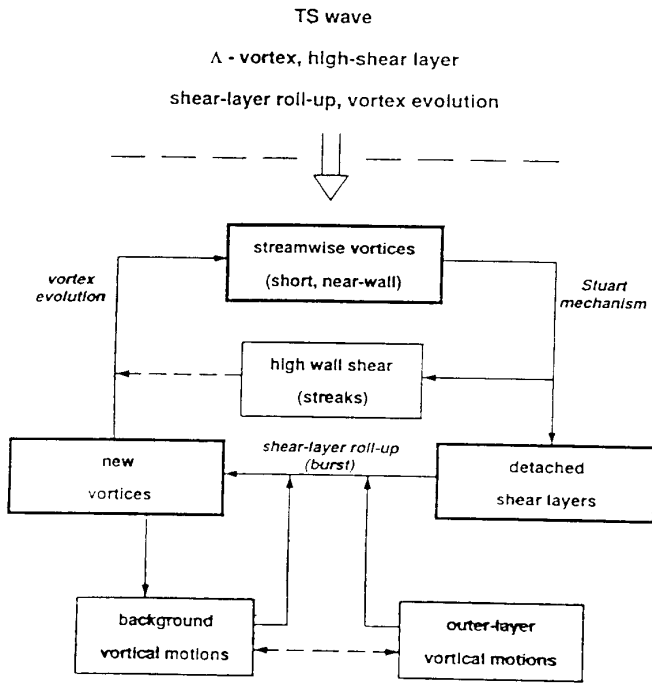 TS wave
Λ - vortex, high-shear layer
shear-layer roll-up, vortex evolution
streamwise vortices
(short, near-wall)
vortex
evolution
Stuart
mechanism
high wall shear
(streaks)
shear-layer roll-up
(burst)
new
vortices
detached
shear layers
background
vortical motions
outer-layer
vortical motions